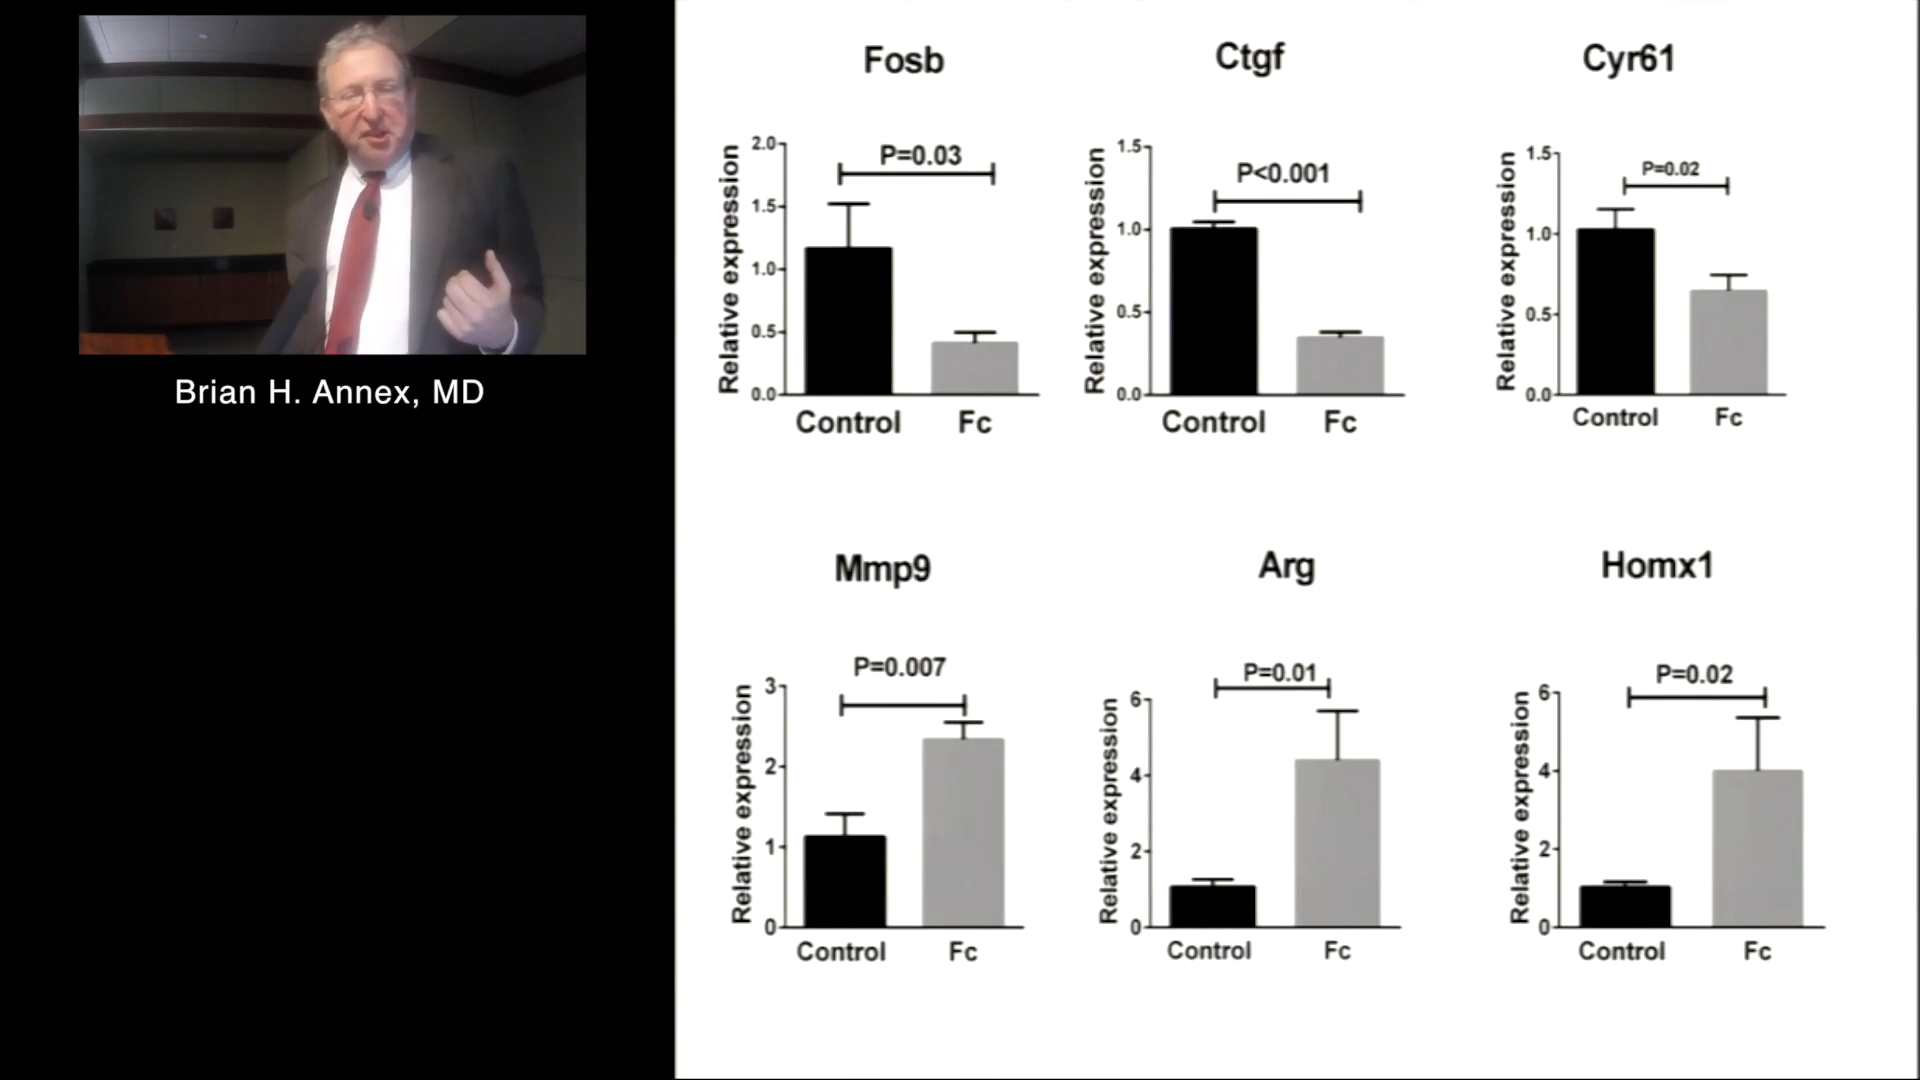 Brian H. Annex, MD
Fosb
Relative expression
2.0
1.5
1.0
0.5
0.0
P=0.03
Control Fc
Ctgf
Relative expression
1.5
1.0
0.5
0.0
P<0.001
Control Fc
Cyr61
Relative expression
1.5
1.0
0.5
0.0
P=0.02
Control Fc
Mmp9
Relative expression
3
2
1
0
P=0.007
Control Fc
Arg
Relative expression
6
4
2
0
P=0.01
Control Fc
Homx1
Relative expression
6
4
2
0
P=0.02
Control Fc